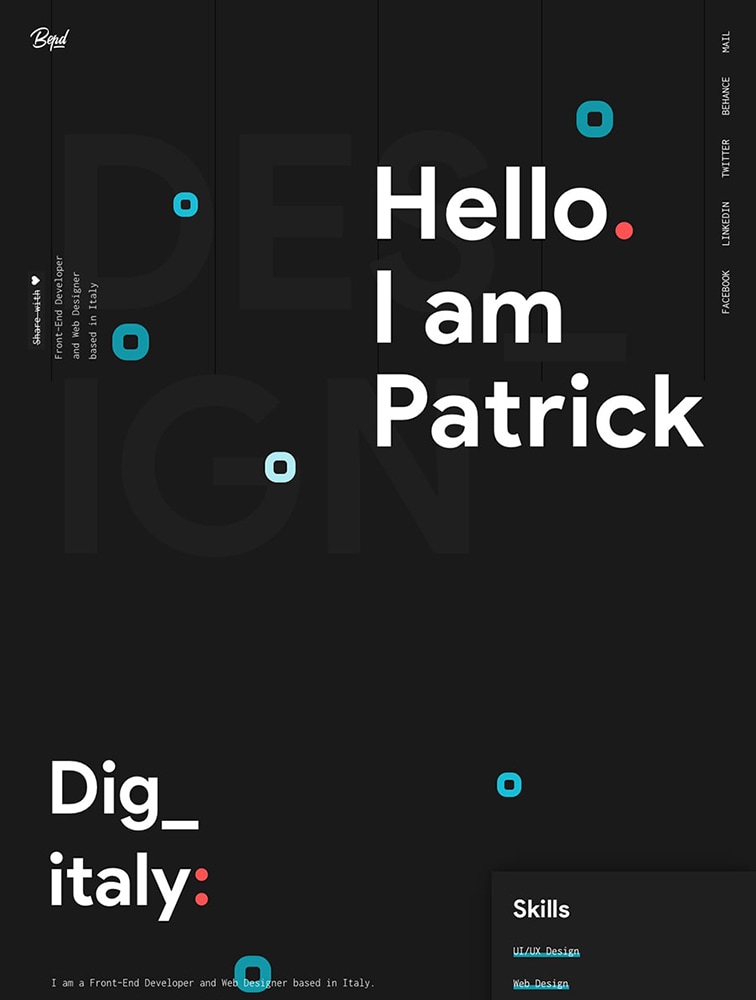 Bepd
MAIL
BEHANCE
TWITTER
LINKEDIN
FACEBOOK
DES_
IGN
Hello.
I am
Patrick
Share with ♥
Front-End Developer
and Web Designer
based in Italy
Dig_
italy:
I am a Front-End Developer and Web Designer based in Italy.
Skills
UI/UX Design
Web Design